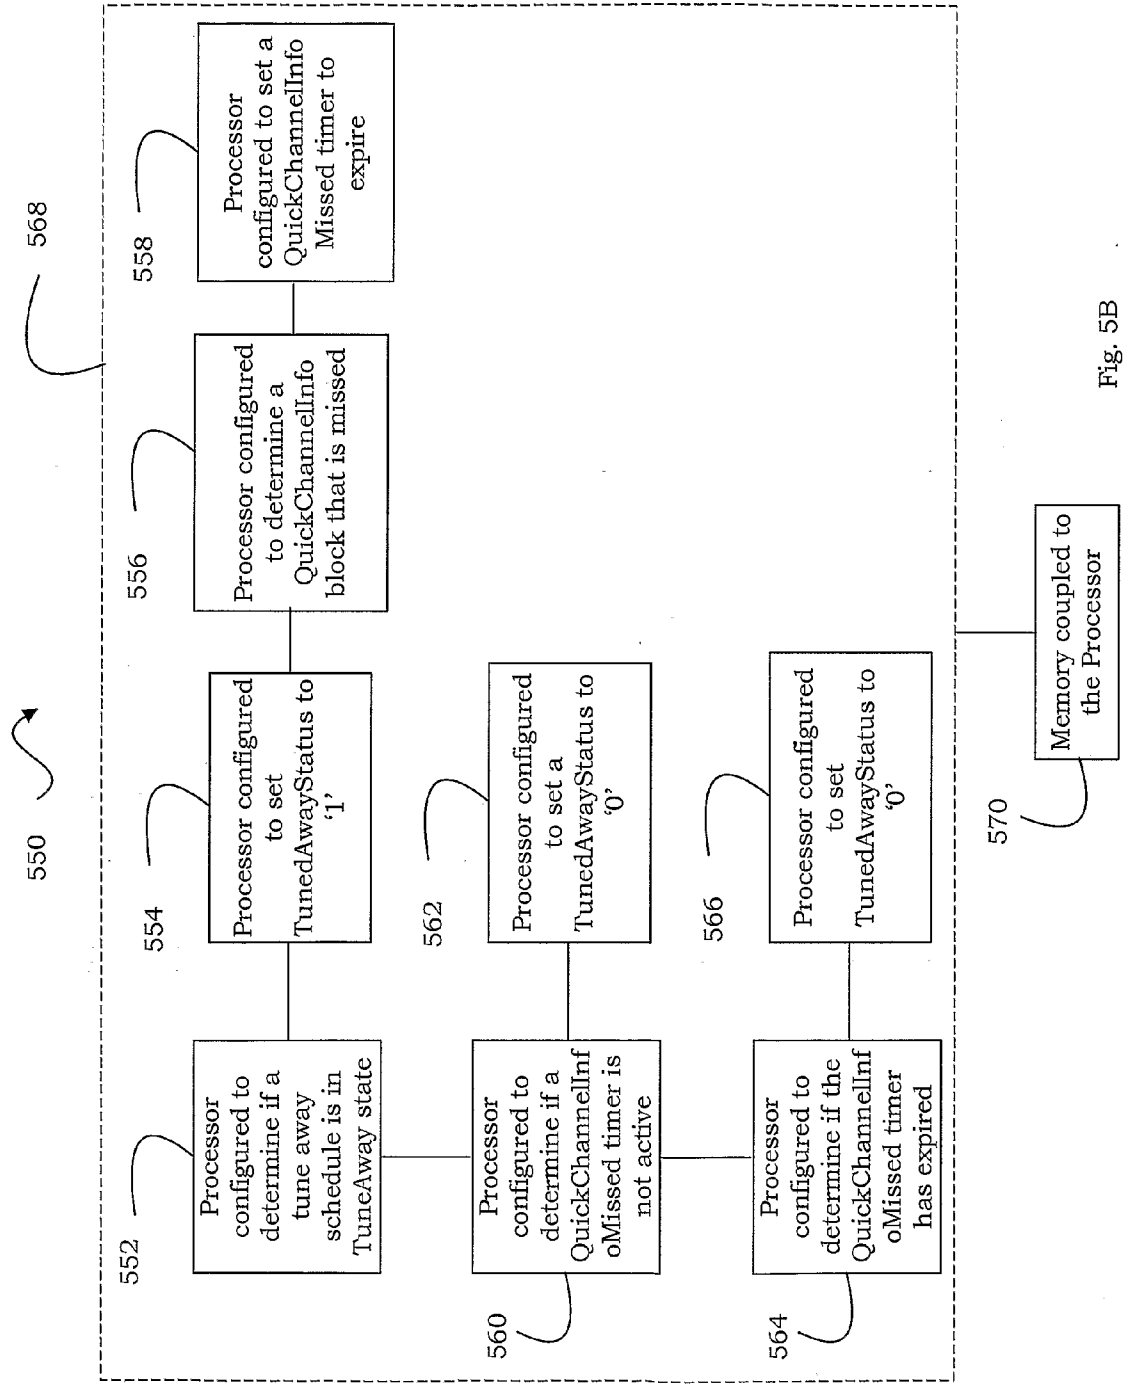 550
568
552
Processor
configured to
determine if a
tune away
schedule is in
TuneAway state
554
Processor configured
to set
TunedAwayStatus to
‘1’
556
Processor configured
to determine a
QuickChannelInfo
block that is missed
558
Processor
configured to set a
QuickChannelInfo
Missed timer to
expire
560
Processor
configured to
determine if a
QuickChannelInf
oMissed timer is
not active
562
Processor configured
to set a
TunedAwayStatus to
‘0’
564
Processor
configured to
determine if the
QuickChannelInf
oMissed timer
has expired
566
Processor configured
to set
TunedAwayStatus to
‘0’
570
Memory coupled to
the Processor
Fig. 5B